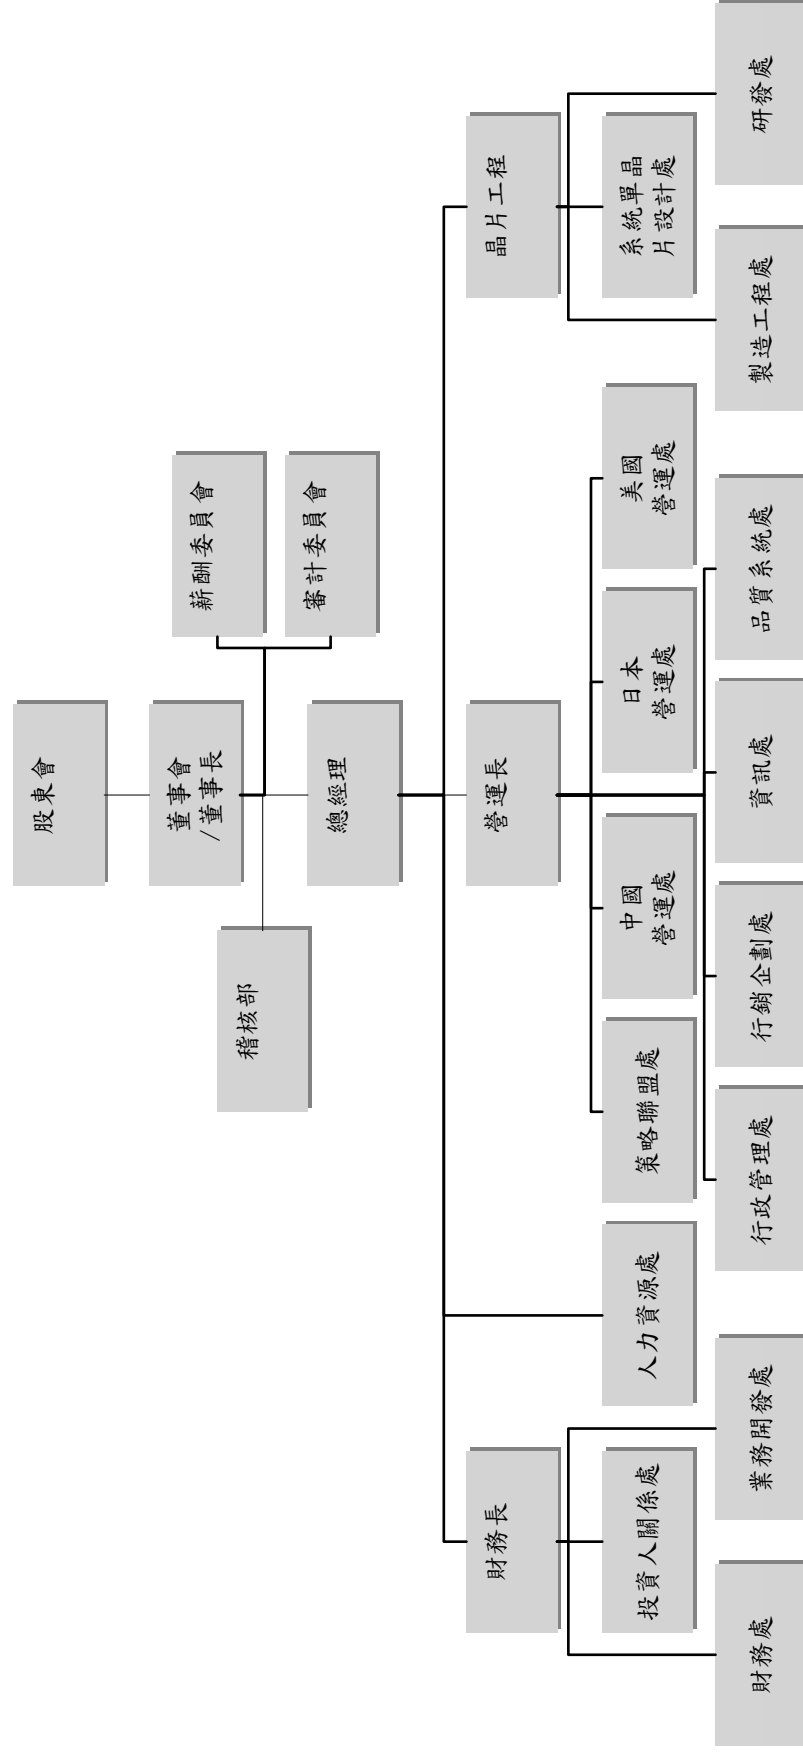 股東會
董事會
/董事長
薪酬委員會
審計委員會
稽核部
總經理
財務長
人力資源處
營運長
晶片工程
投資人關係處
策略聯盟處
中國
營運處
日本
營運處
美國
營運處
系統單晶
片設計處
財務處
業務開發處
行政管理處
行銷企劃處
資訊處
品質系統處
製造工程處
研發處